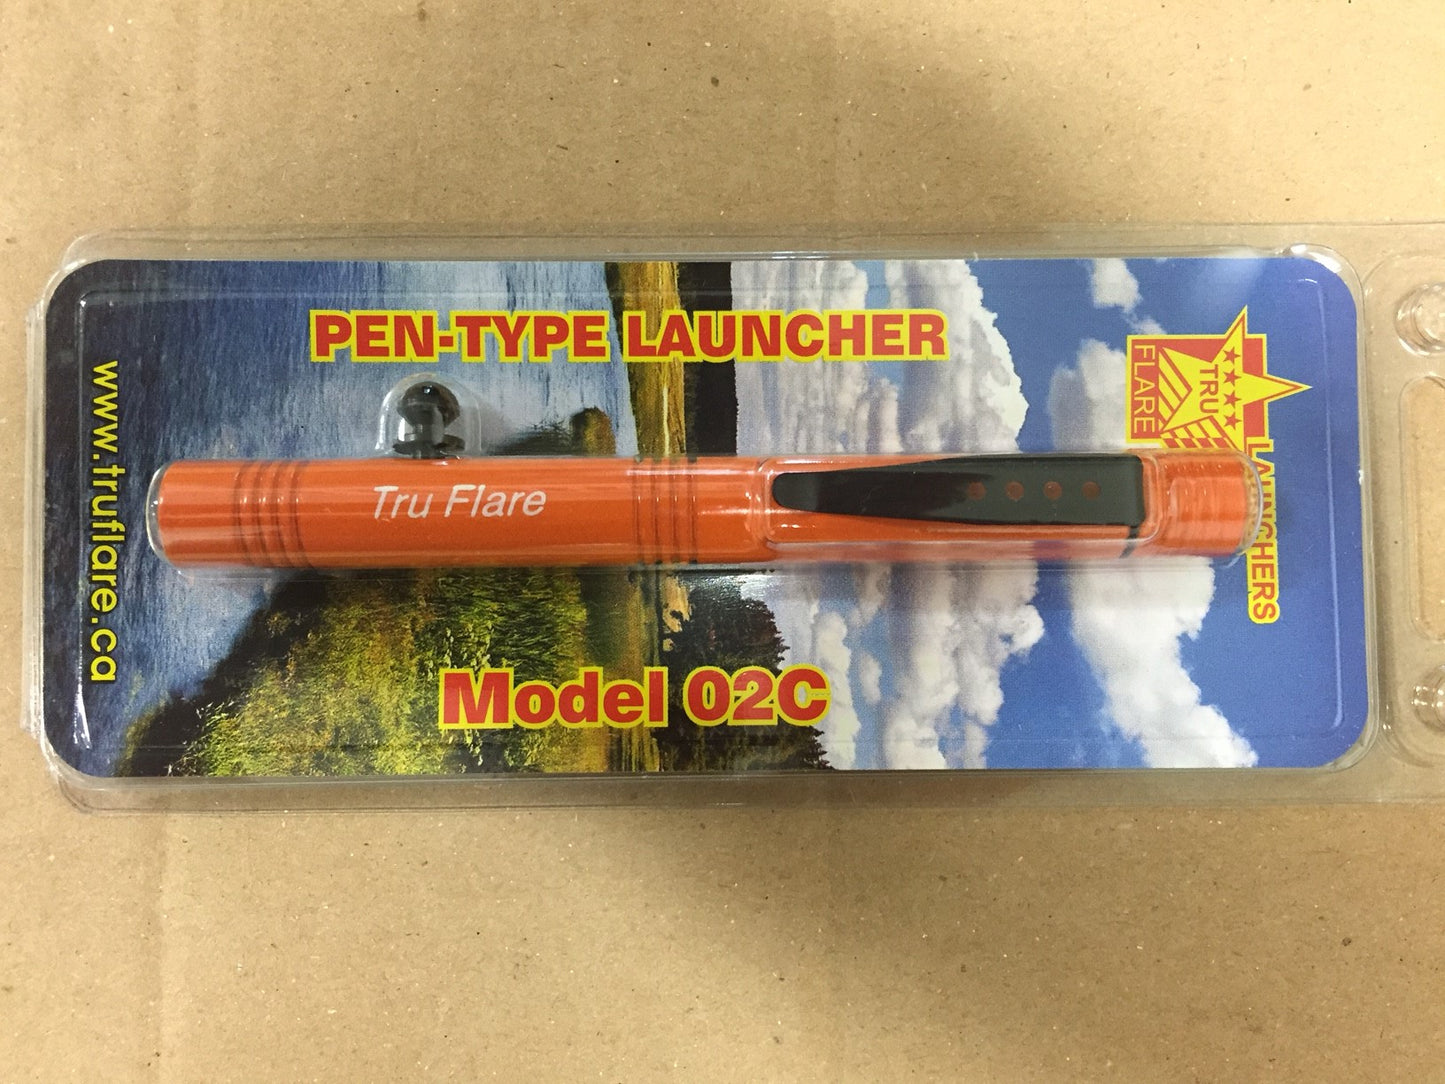 PEN-TYPE LAUNCHER
TRU
FLARE
LAUNCHERS
www.truflare.ca
Tru Flare
Model 02C